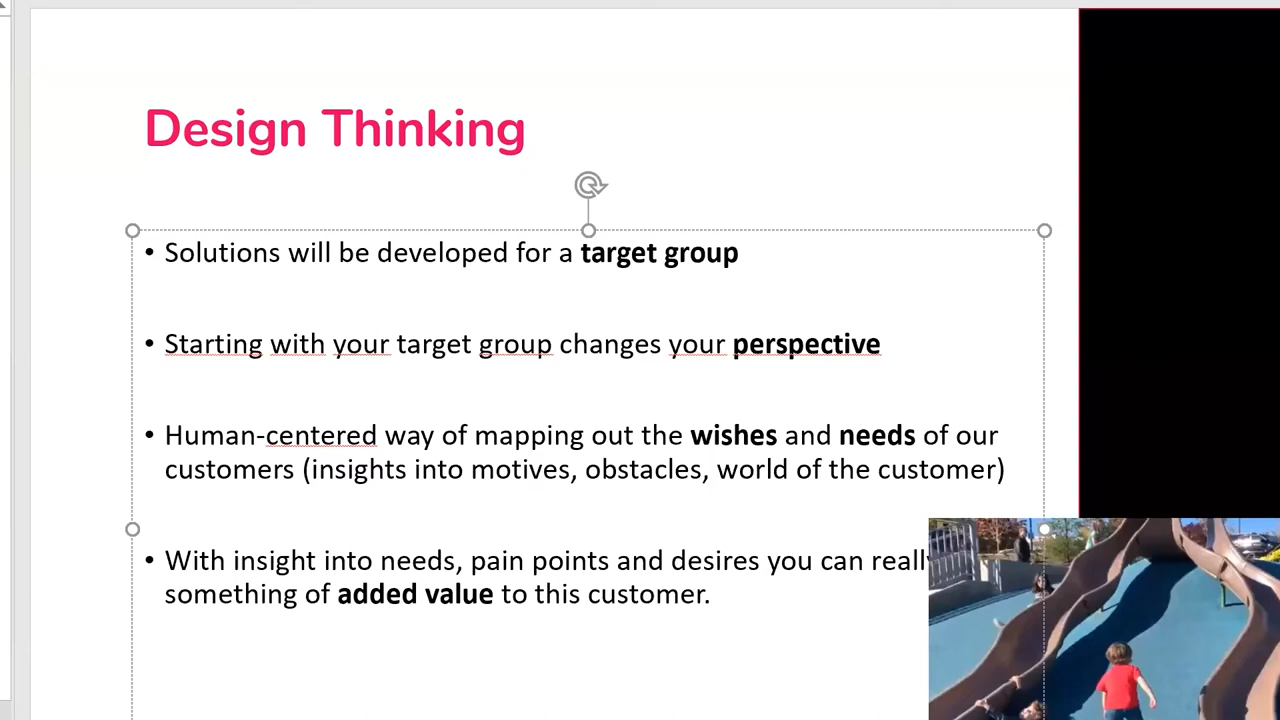 Design Thinking
• Solutions will be developed for a target group
• Starting with your target group changes your perspective
• Human-centered way of mapping out the wishes and needs of our
customers (insights into motives, obstacles, world of the customer)
• With insight into needs, pain points and desires you can really
something of added value to this customer.